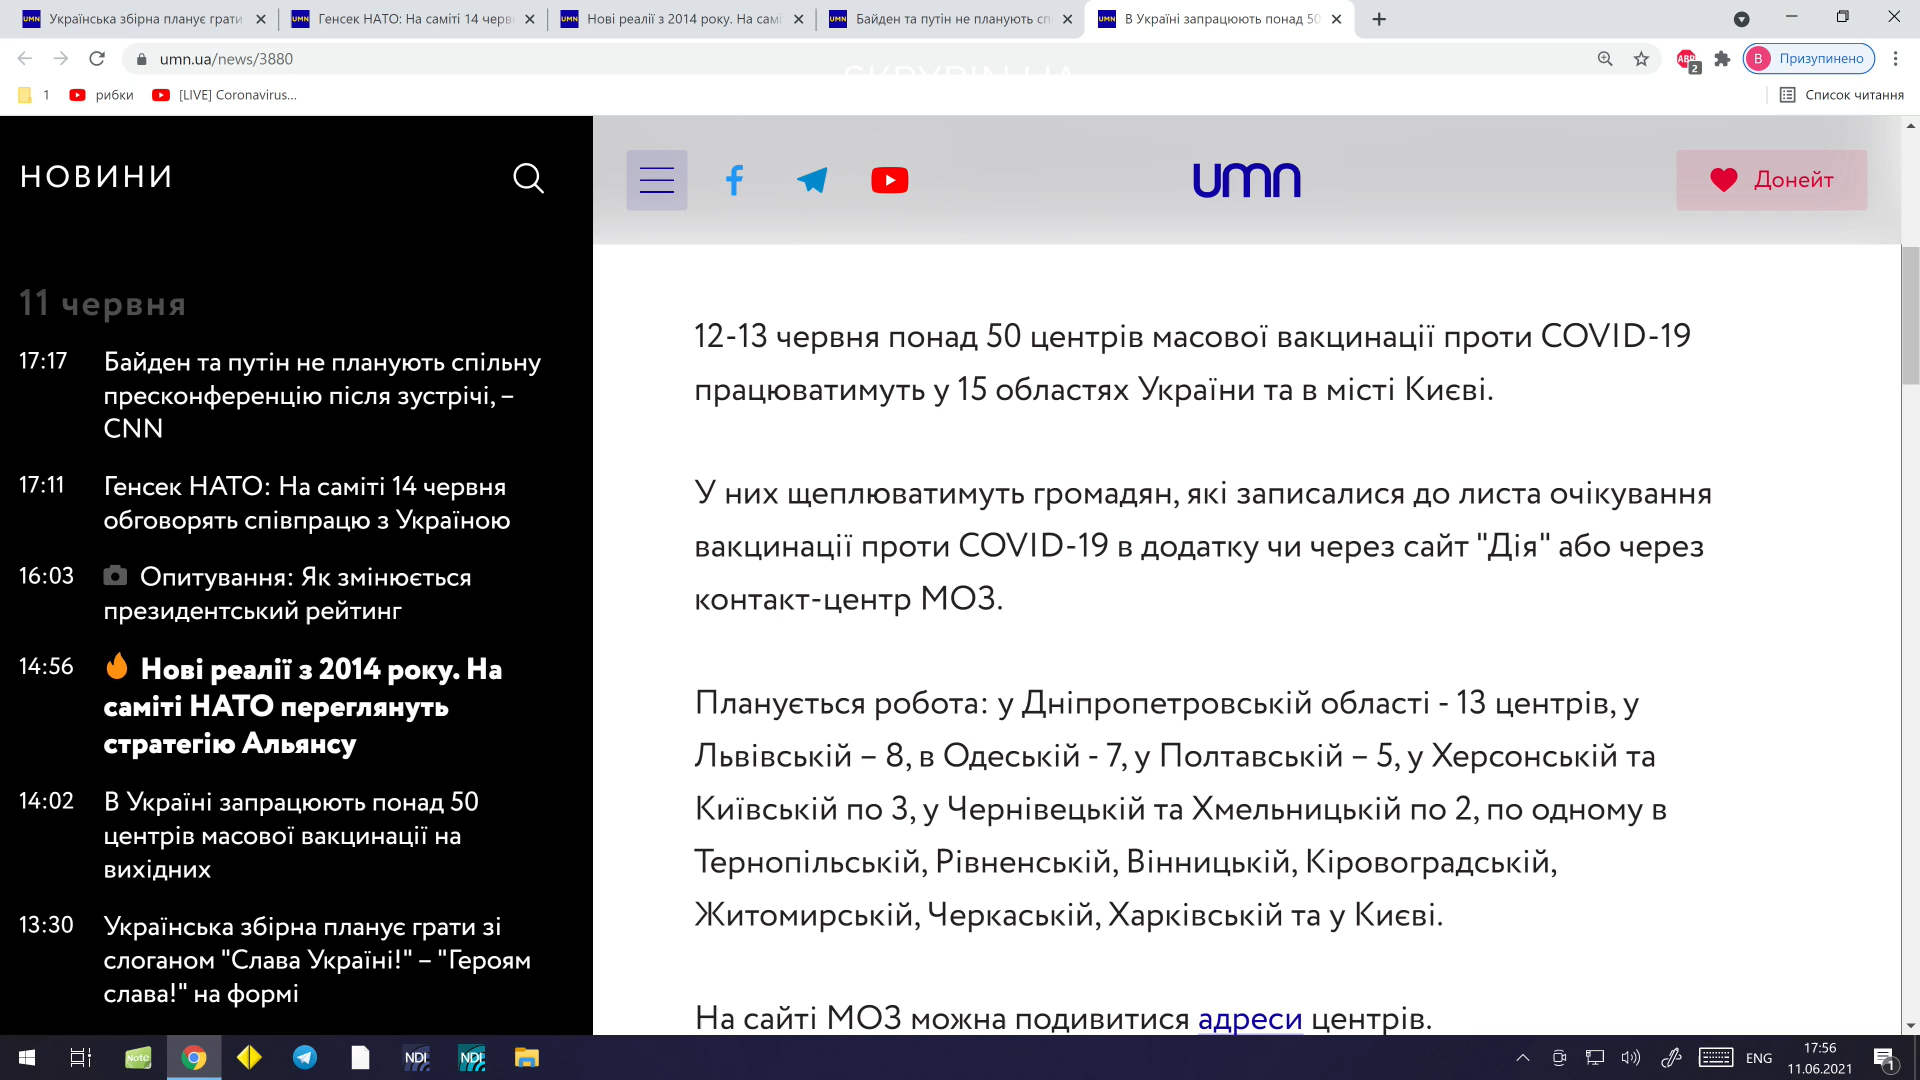 Українська збірна планує грати
Генсек НАТО: На саміті 14 черв
Нові реалії з 2014 року. На самі
Байден та путін не планують сп
В Україні запрацюють понад 50
umn.ua/news/3880
SKRYPIN.UA
ABP
2
B
Призупинено
1
рибки
[LIVE] Coronavirus...
Список читання
НОВИНИ
umn
Донейт
11 червня
17:17
Байден та путін не планують спільну
пресконференцію після зустрічі, –
CNN
17:11
Генсек НАТО: На саміті 14 червня
обговорять співпрацю з Україною
16:03
Опитування: Як змінюється
президентський рейтинг
14:56
Нові реалії з 2014 року. На
саміті НАТО переглянуть
стратегію Альянсу
14:02
В Україні запрацюють понад 50
центрів масової вакцинації на
вихідних
13:30
Українська збірна планує грати зі
слоганом "Слава Україні!" – "Героям
слава!" на формі
12-13 червня понад 50 центрів масової вакцинації проти COVID-19
працюватимуть у 15 областях України та в місті Києві.
У них щеплюватимуть громадян, які записалися до листа очікування
вакцинації проти COVID-19 в додатку чи через сайт "Дія" або через
контакт-центр МОЗ.
Планується робота: у Дніпропетровській області - 13 центрів, у
Львівській – 8, в Одеській - 7, у Полтавській – 5, у Херсонській та
Київській по 3, у Чернівецькій та Хмельницькій по 2, по одному в
Тернопільській, Рівненській, Вінницькій, Кіровоградській,
Житомирській, Черкаській, Харківській та у Києві.
На сайті МОЗ можна подивитися адреси центрів.
Note
NDI
NDI
ENG
17:56
11.06.2021
1